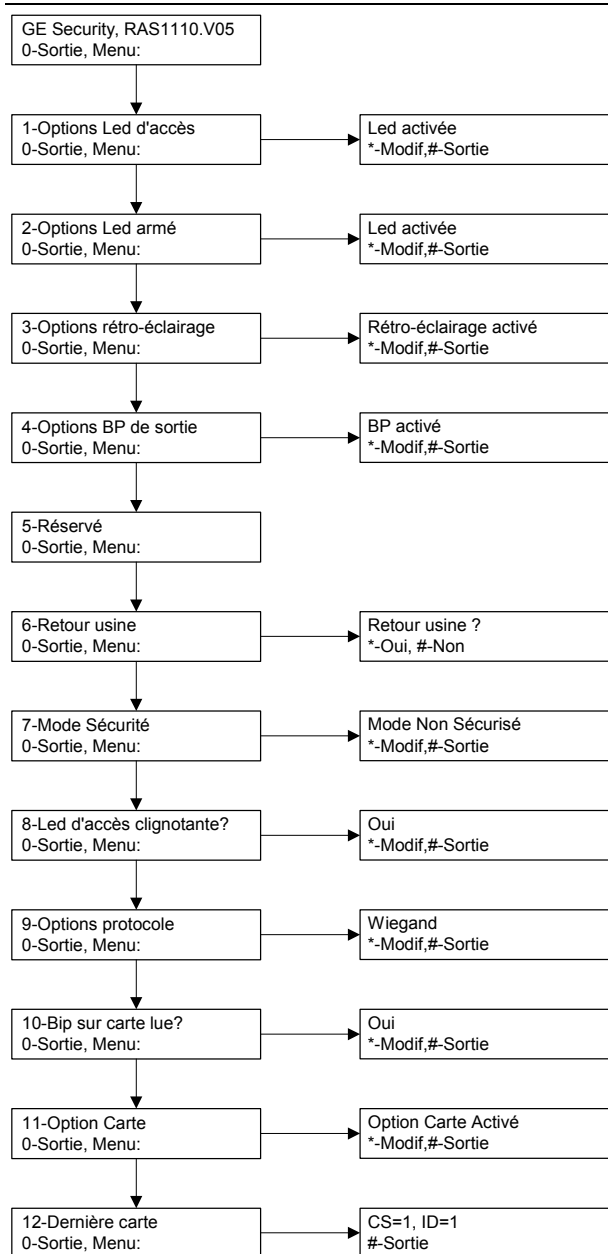 GE Security, RAS1110.V05
0-Sortie, Menu:
1-Options Led d'accès
0-Sortie, Menu:
Led activée
*-Modif,#-Sortie
2-Options Led armé
0-Sortie, Menu:
Led activée
*-Modif,#-Sortie
3-Options rétro-éclairage
0-Sortie, Menu:
Rétro-éclairage activé
*-Modif,#-Sortie
4-Options BP de sortie
0-Sortie, Menu:
BP activé
*-Modif,#-Sortie
5-Réservé
0-Sortie, Menu:
6-Retour usine
0-Sortie, Menu:
Retour usine ?
*-Oui, #-Non
7-Mode Sécurité
0-Sortie, Menu:
Mode Non Sécurisé
*-Modif,#-Sortie
8-Led d'accès clignotante?
0-Sortie, Menu:
Oui
*-Modif,#-Sortie
9-Options protocole
0-Sortie, Menu:
Wiegand
*-Modif,#-Sortie
10-Bip sur carte lue?
0-Sortie, Menu:
Oui
*-Modif,#-Sortie
11-Option Carte
0-Sortie, Menu:
Option Carte Activé
*-Modif,#-Sortie
12-Dernière carte
0-Sortie, Menu:
CS=1, ID=1
#-Sortie